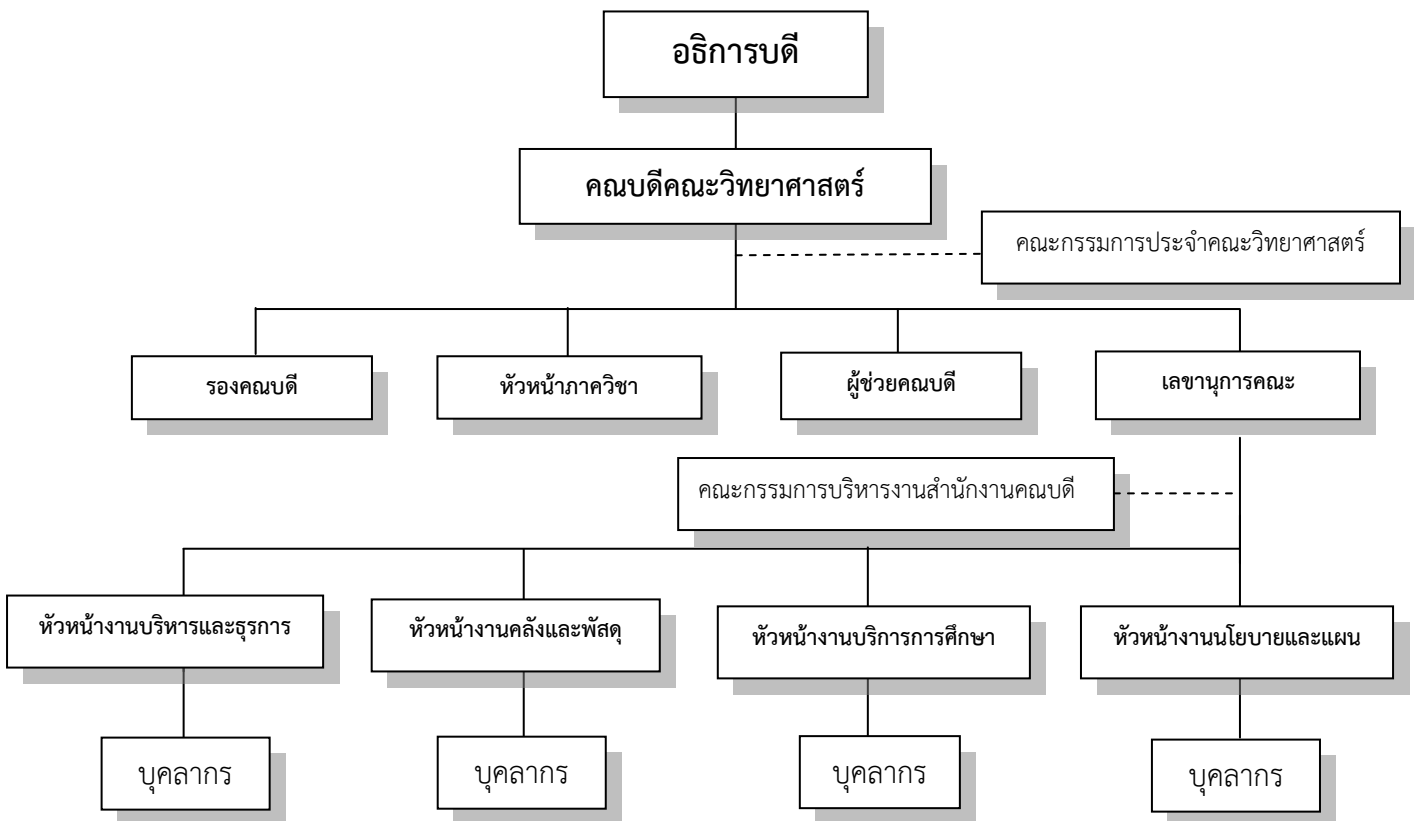 อธิการบดี
คณบดีคณะวิทยาศาสตร์
คณะกรรมการประจำคณะวิทยาศาสตร์
รองคณบดี
หัวหน้าภาควิชา
ผู้ช่วยคณบดี
เลขานุการคณะ
คณะกรรมการบริหารงานสำนักงานคณบดี
หัวหน้างานบริหารและธุรการ
หัวหน้างานคลังและพัสดุ
หัวหน้างานบริการการศึกษา
หัวหน้างานนโยบายและแผน
บุคลากร
บุคลากร
บุคลากร
บุคลากร